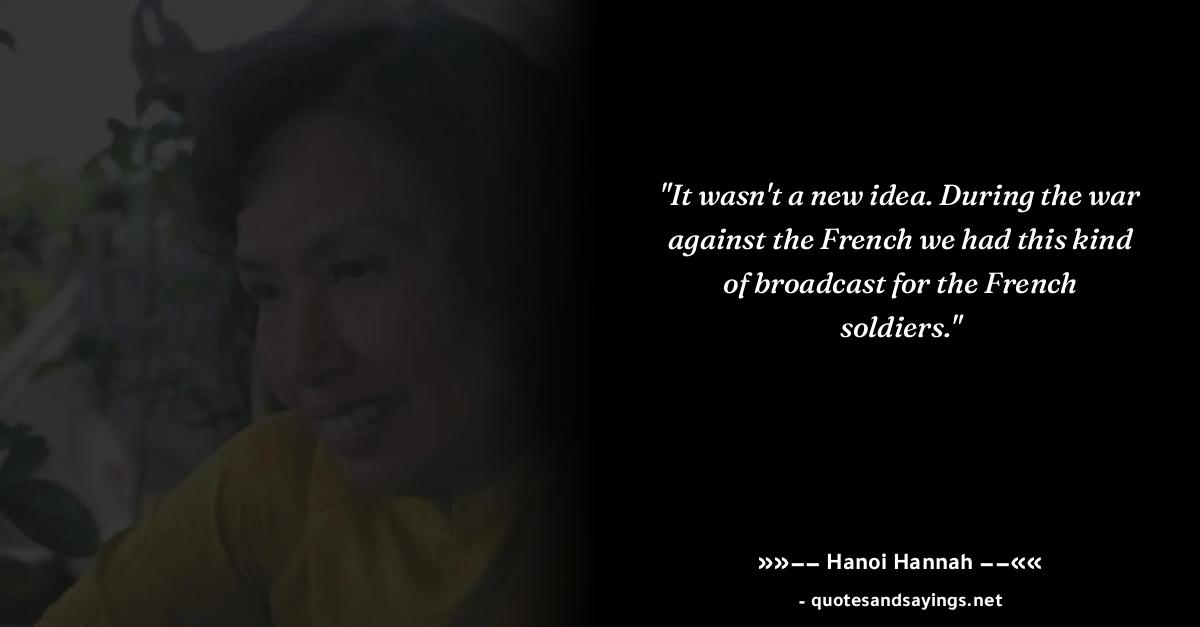 "It wasn't a new idea. During the war
against the French we had this kind
of broadcast for the French
soldiers."
»»−− Hanoi Hannah −−««
- quotesandsayings.net